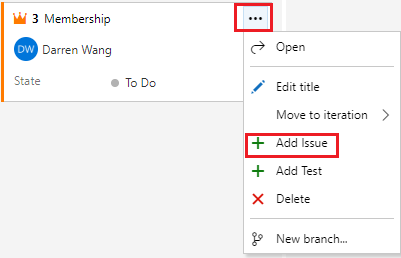 3 Membership
...
DW Darren Wang
State To Do
Open
Edit title
Move to iteration
Add Issue
Add Test
Delete
New branch...